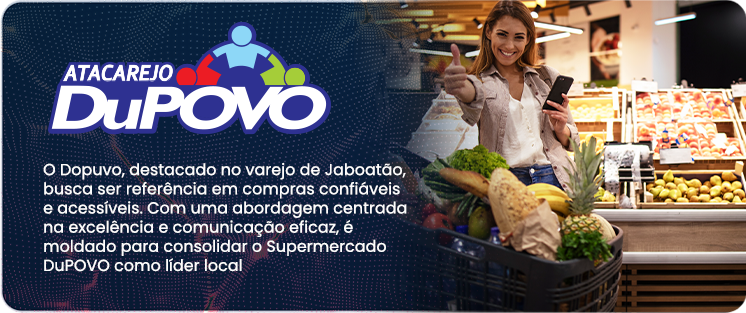 ATACAREJO
DuPOVO
O Dopuvo, destacado no varejo de Jaboatão,
busca ser referência em compras confiáveis
e acessíveis. Com uma abordagem centrada
na excelência e comunicação eficaz, é
moldado para consolidar o Supermercado
DuPOVO como líder local